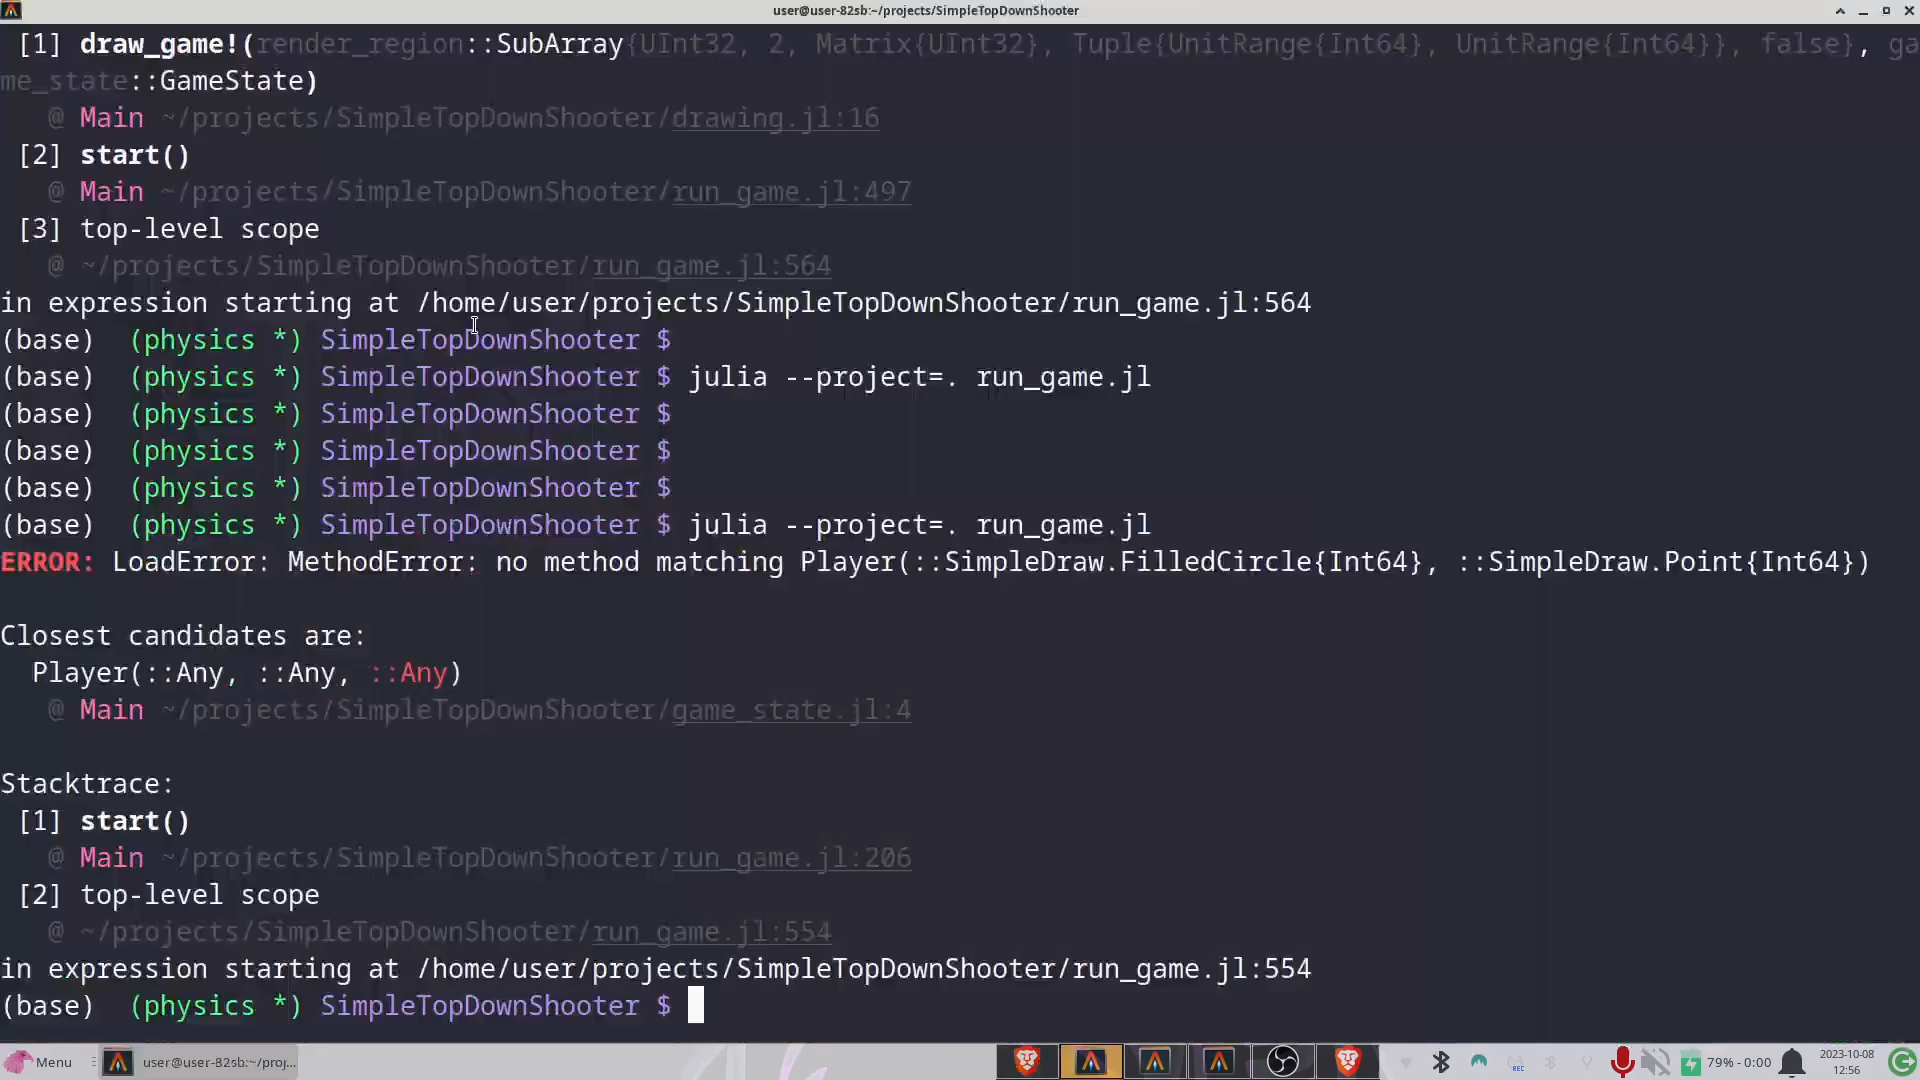 user@user-82sb:~/projects/SimpleTopDownShooter
[1] draw_game!(render_region::SubArray{UInt32, 2, Matrix{UInt32}, Tuple{UnitRange{Int64}, UnitRange{Int64}}, false}, ga
me_state::GameState)
@ Main ~/projects/SimpleTopDownShooter/drawing.jl:16
[2] start()
@ Main ~/projects/SimpleTopDownShooter/run_game.jl:497
[3] top-level scope
@ ~/projects/SimpleTopDownShooter/run_game.jl:564
in expression starting at /home/user/projects/SimpleTopDownShooter/run_game.jl:564
(base) (physics *) SimpleTopDownShooter $
(base) (physics *) SimpleTopDownShooter $ julia --project=. run_game.jl
(base) (physics *) SimpleTopDownShooter $
(base) (physics *) SimpleTopDownShooter $
(base) (physics *) SimpleTopDownShooter $
(base) (physics *) SimpleTopDownShooter $ julia --project=. run_game.jl
ERROR: LoadError: MethodError: no method matching Player(::SimpleDraw.FilledCircle{Int64}, ::SimpleDraw.Point{Int64})
Closest candidates are:
Player(::Any, ::Any, ::Any)
@ Main ~/projects/SimpleTopDownShooter/game_state.jl:4
Stacktrace:
[1] start()
@ Main ~/projects/SimpleTopDownShooter/run_game.jl:206
[2] top-level scope
@ ~/projects/SimpleTopDownShooter/run_game.jl:554
in expression starting at /home/user/projects/SimpleTopDownShooter/run_game.jl:554
(base) (physics *) SimpleTopDownShooter $
Menu user@user-82sb:~/proj... REC 79% - 0:00 2023-10-08
12:56